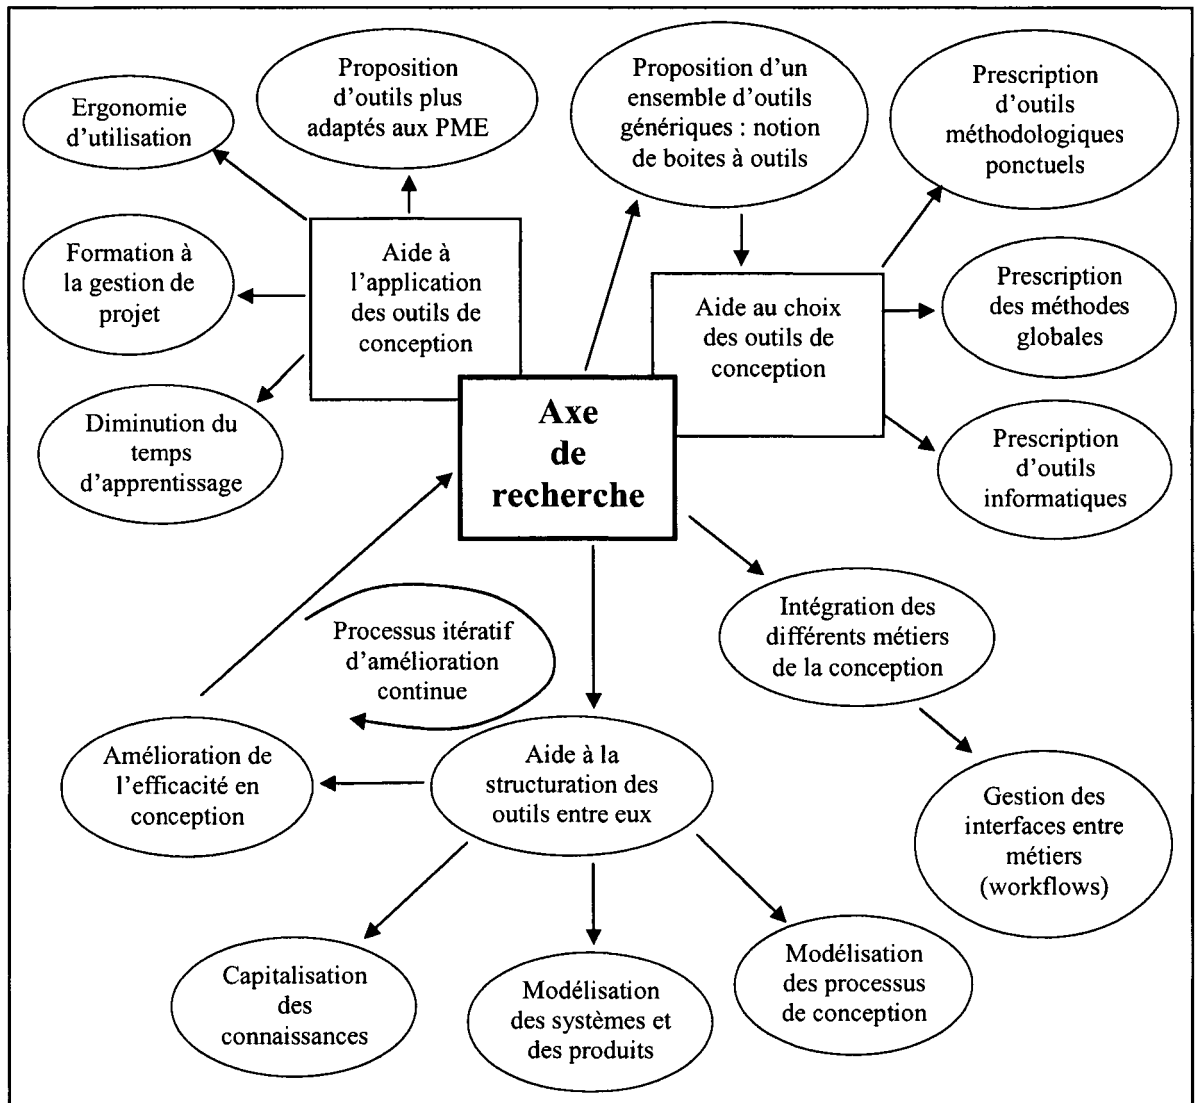 Ergonomie
d'utilisation
Proposition
d'outils plus
adaptés aux PME
Proposition d'un
ensemble d'outils
génériques : notion
de boites à outils
Prescription
d'outils
méthodologiques
ponctuels
Formation à
la gestion de
projet
Aide à
l'application
des outils de
conception
Aide au choix
des outils de
conception
Prescription
des méthodes
globales
Diminution du
temps
d'apprentissage
Axe
de
recherche
Prescription
d'outils
informatiques
Processus itératif
d'amélioration
continue
Intégration des
différents métiers
de la conception
Amélioration de
l'efficacité en
conception
Aide à la
structuration des
outils entre eux
Gestion des
interfaces entre
métiers
(workflows)
Capitalisation
des
connaissances
Modélisation
des systèmes et
des produits
Modélisation
des processus
de conception